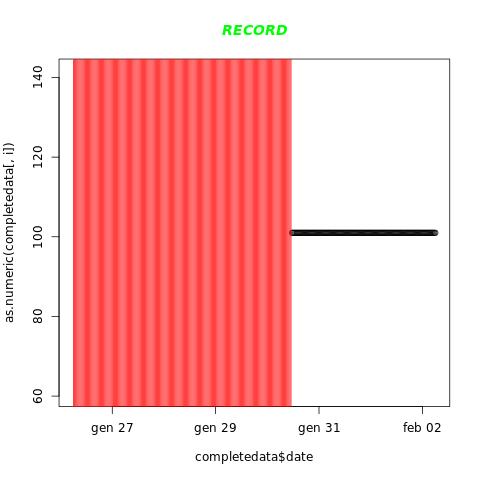 RECORD
as.numeric(completedata[, i])
140
120
100
80
60
gen 27
gen 29
gen 31
feb 02
completedata$date